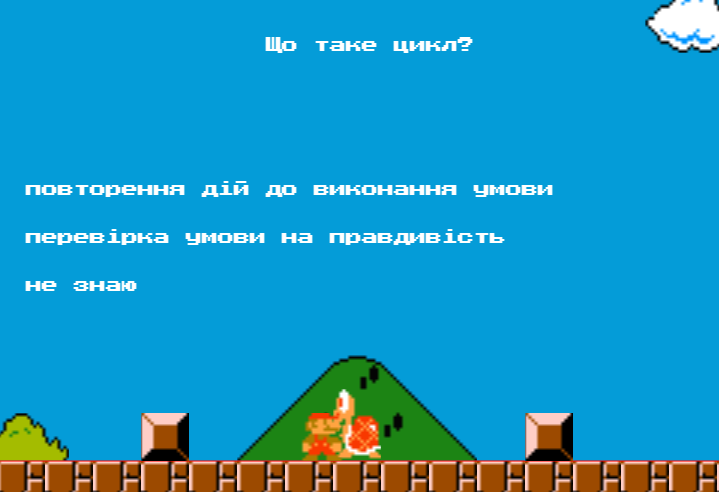 Що таке цикл?
повторення дій до виконання умови
перевірка умови на правдивість
не знаю